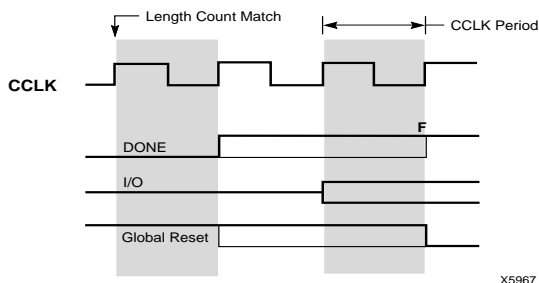 Length Count Match
CCLK Period
CCLK
F
DONE
I/O
Global Reset
X5967